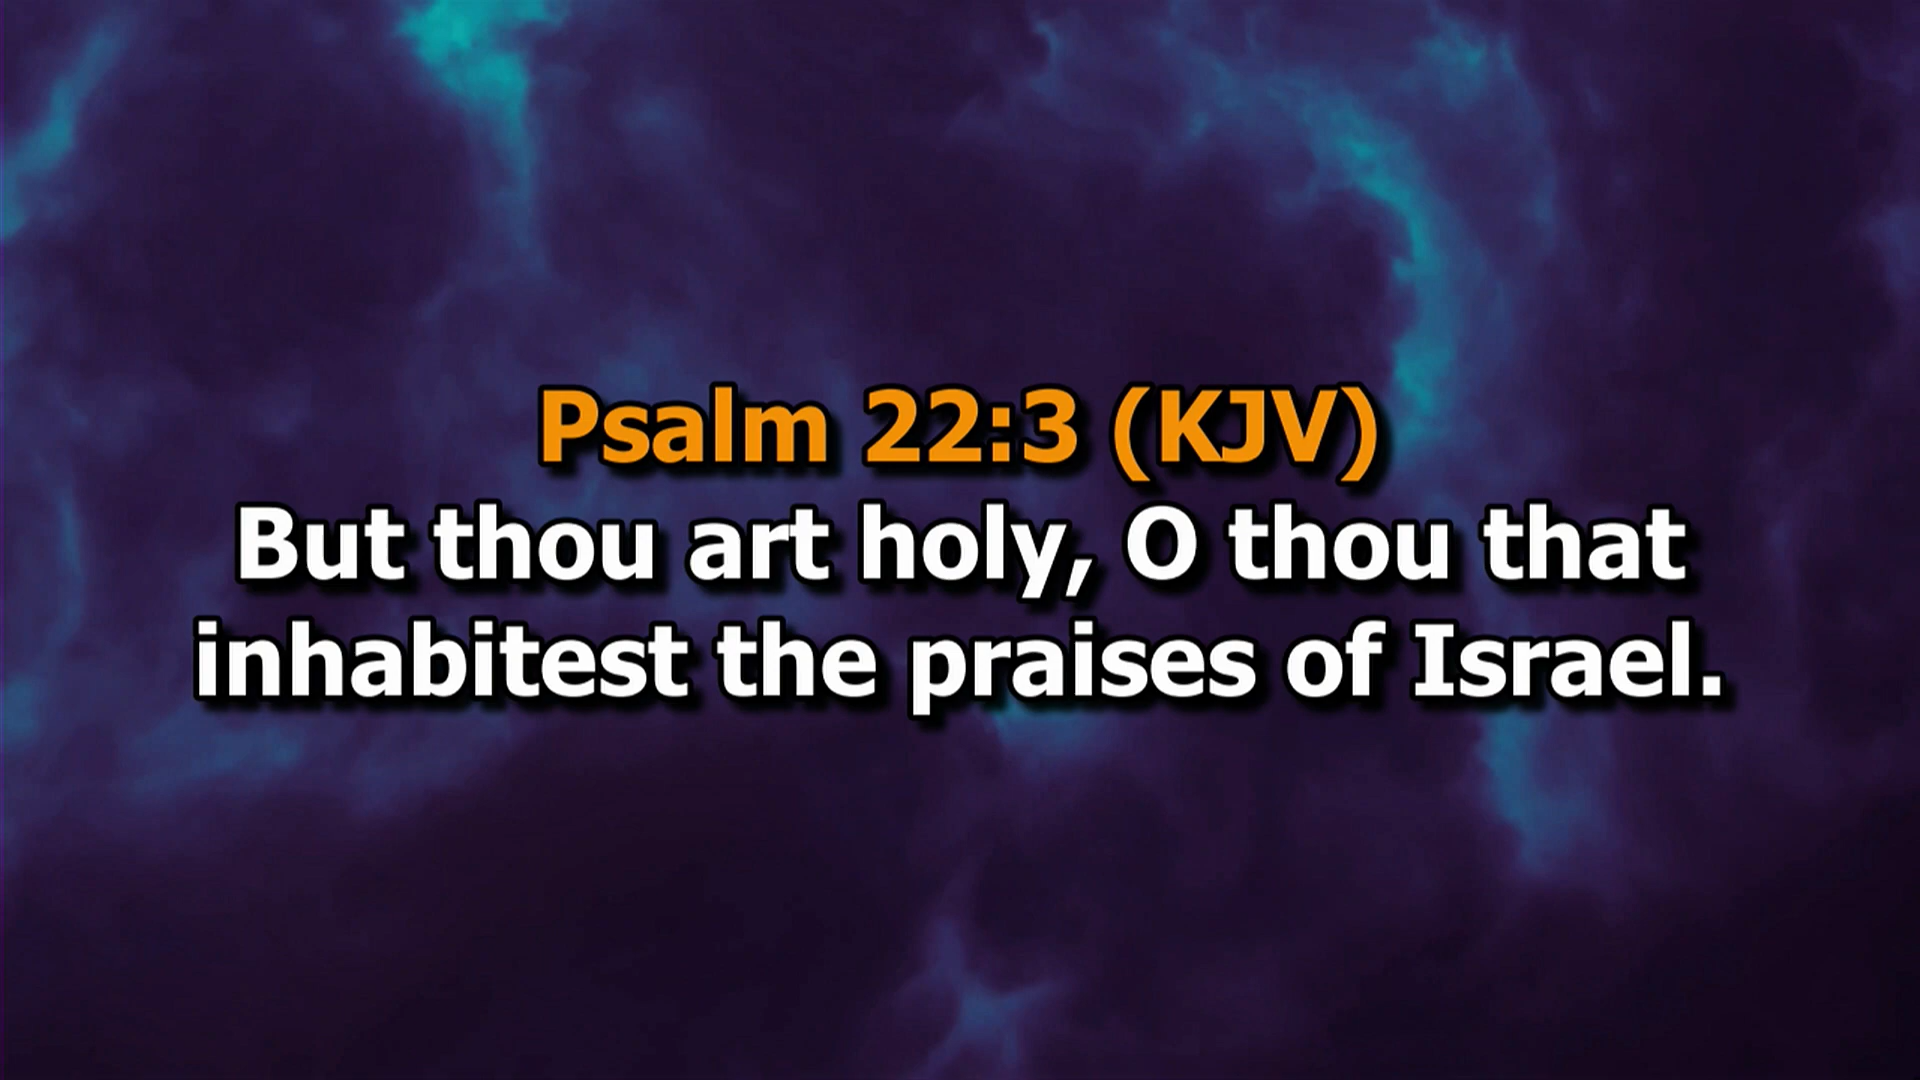 Psalm 22:3 (KJV)
But thou art holy, O thou that
inhabitest the praises of Israel.